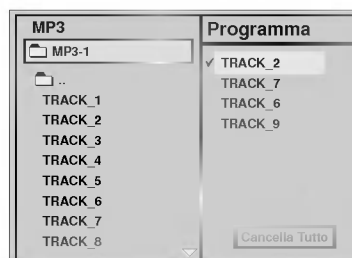 MP3
MP3-1
..
TRACK_1
TRACK_2
TRACK_3
TRACK_4
TRACK_5
TRACK_6
TRACK_7
TRACK_8
Programma
✓ TRACK_2
TRACK_7
TRACK_6
TRACK_9
Cancella Tutto